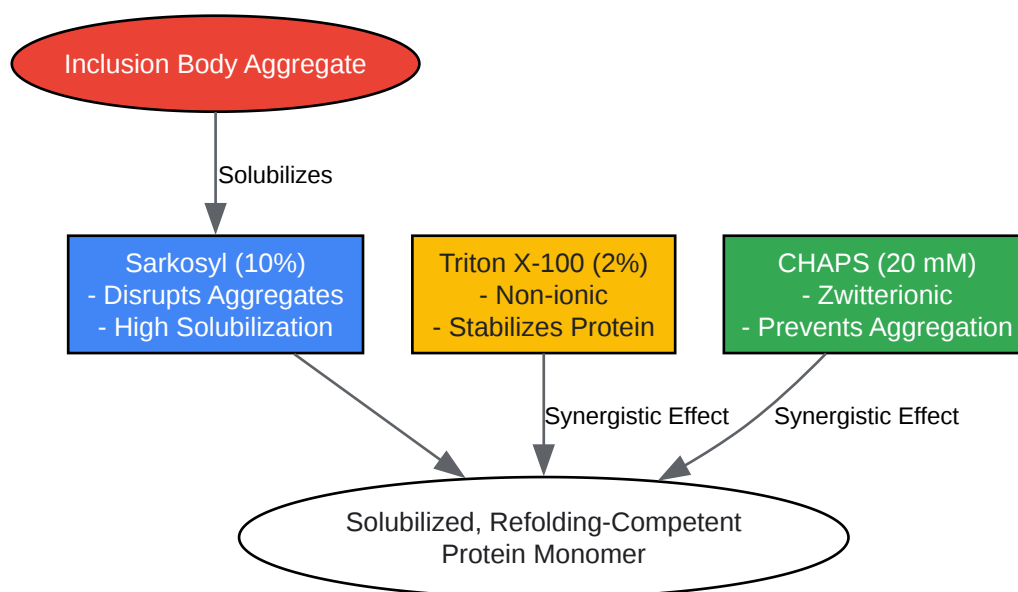 Inclusion Body Aggregate
Solubilizes
Sarkosyl (10%)
- Disrupts Aggregates
- High Solubilization
Triton X-100 (2%)
- Non-ionic
- Stabilizes Protein
CHAPS (20 mM)
- Zwitterionic
- Prevents Aggregation
Synergistic Effect
Synergistic Effect
Solubilized, Refolding-Competent
Protein Monomer